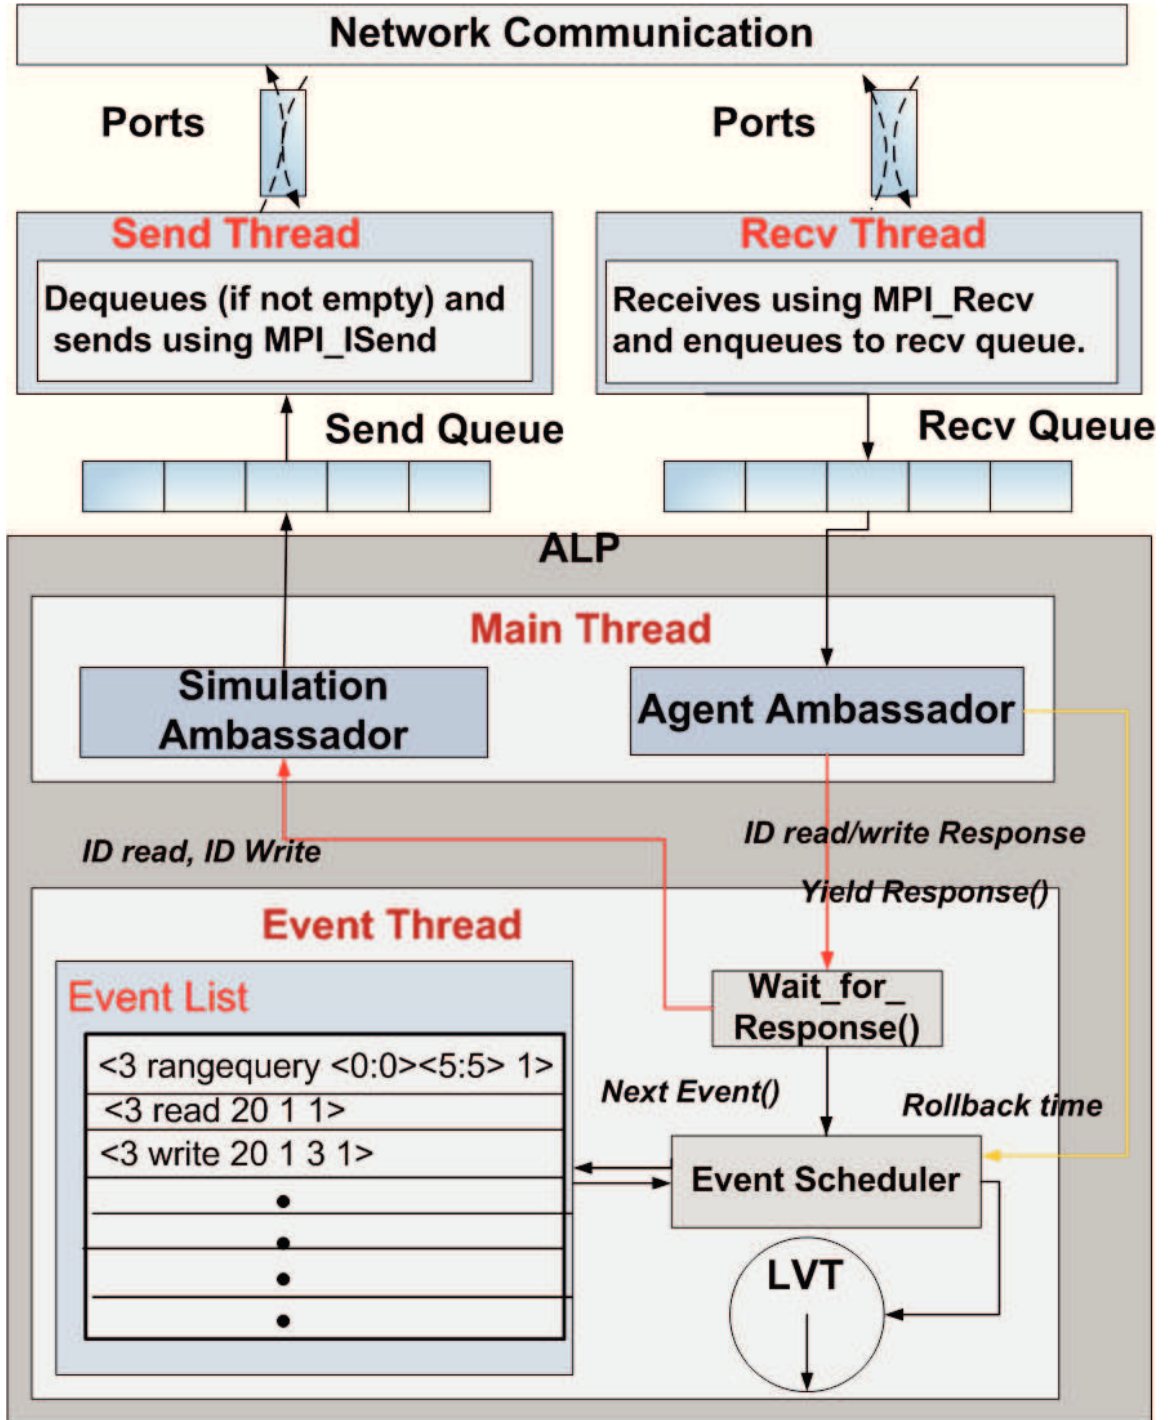 Network Communication
Ports
Ports
Send Thread
Dequeues (if not empty) and
sends using MPI_ISend
Recv Thread
Receives using MPI_Recv
and enqueues to recv queue.
Send Queue
Recv Queue
ALP
Main Thread
Simulation
Ambassador
Agent Ambassador
ID read, ID Write
ID read/write Response
Yield Response()
Event Thread
Event List
<3 rangequery <0:0><5:5> 1>
<3 read 20 1 1>
<3 write 20 1 3 1>
Wait_for_
Response()
Next Event()
Rollback time
Event Scheduler
LVT